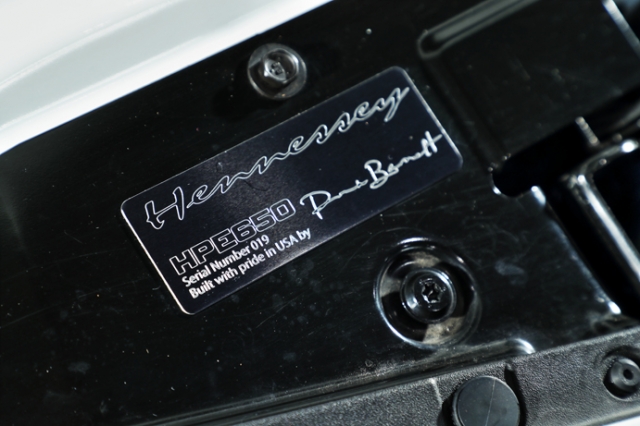 Hennessey
HPE650
Serial Number 019
Built with pride in USA by